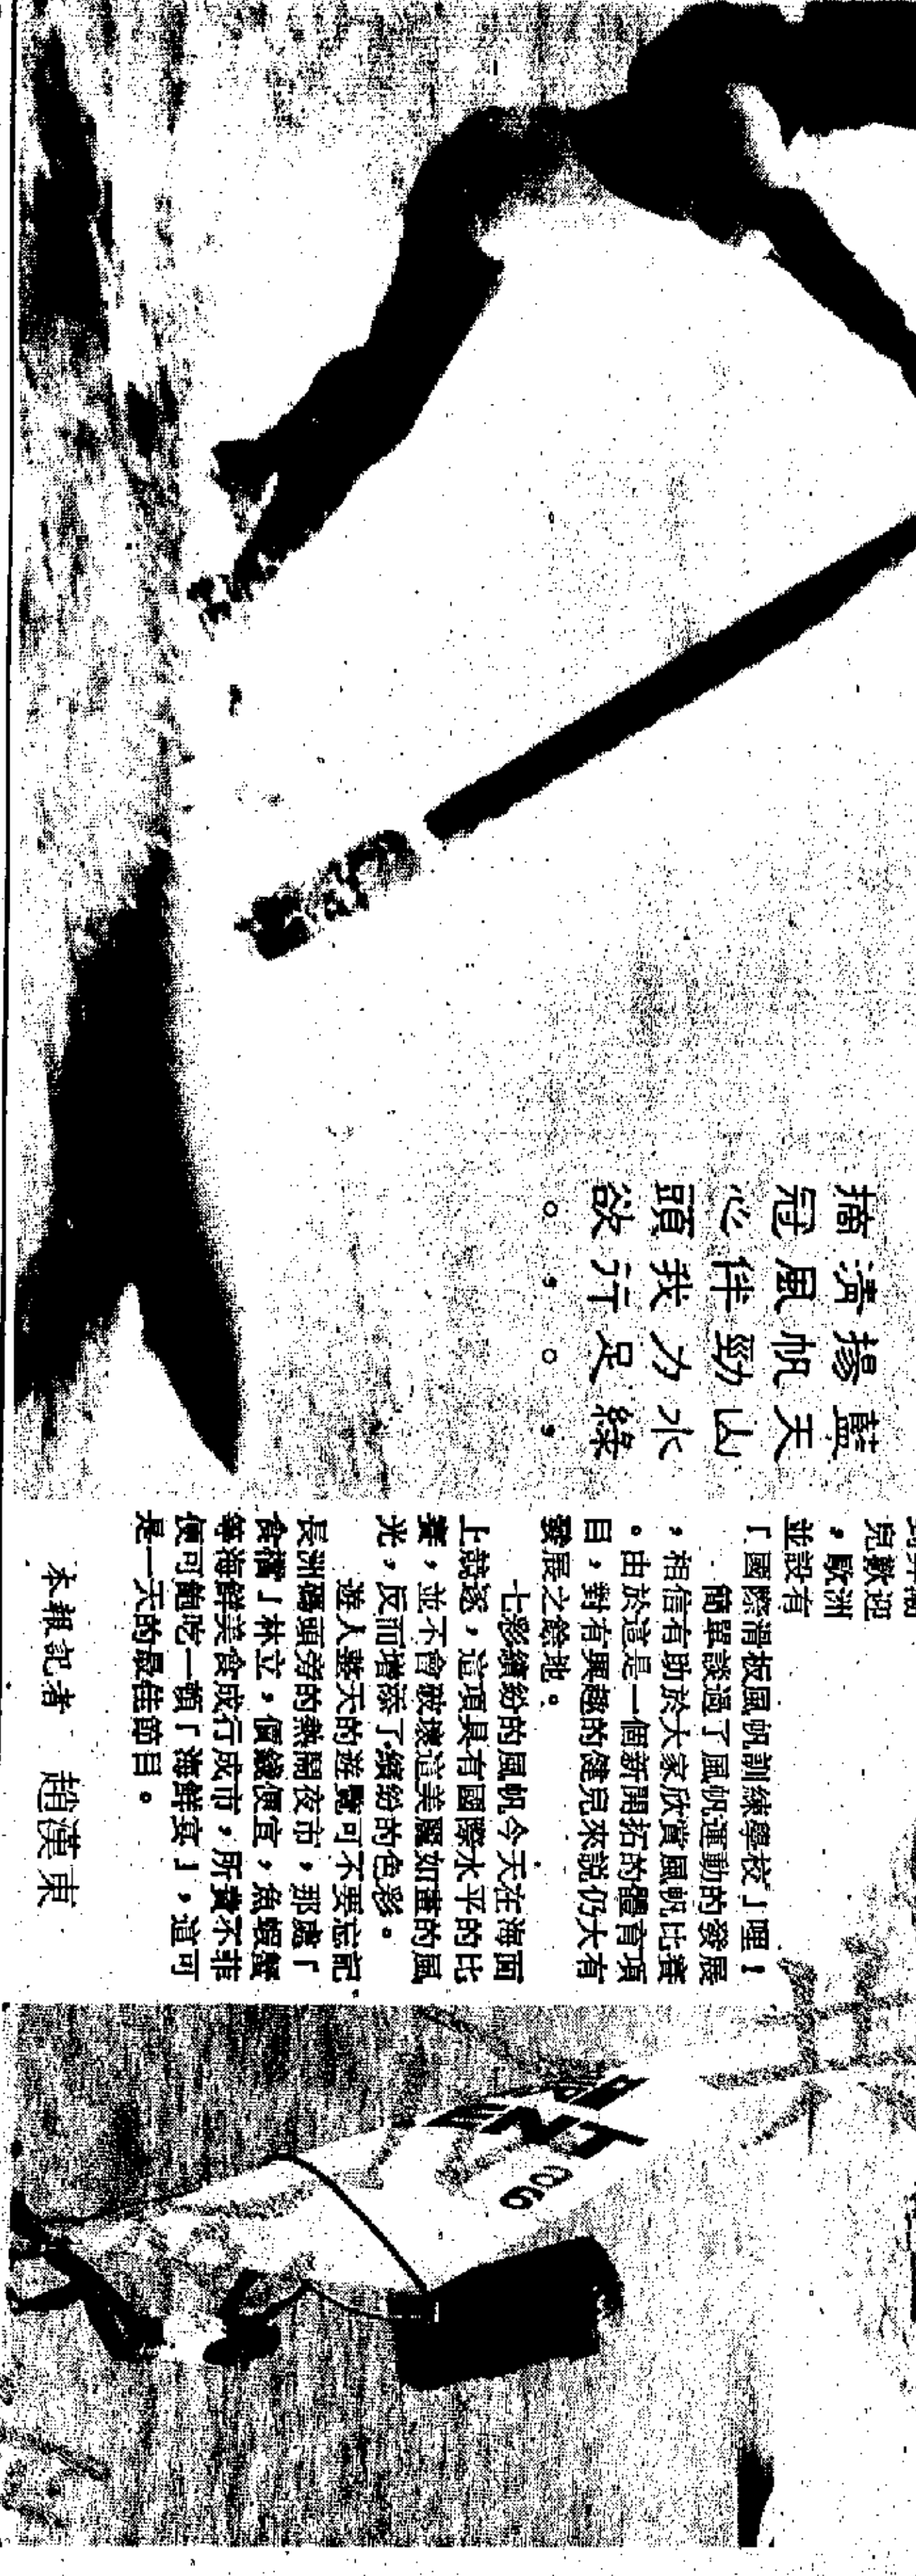 藍天山水綠，
揚帆勁力足。
清風伴我行，
摘冠心頭欲。
兒歡迎
，歐洲
並設有
「國際滑板風帆訓練學校」哩！
簡單談過了風帆運動的發展
，相信有助於大家欣賞風帆比賽
。由於這是一個新開拓的體育項
目，對有興趣的健兒來說仍大有
發展之餘地。
七彩繽紛的風帆今天在海面
上競逐，這項具有國際水平的比
賽，並不會破壞這美麗如畫的風
光，反而增添了繽紛的色彩。
遊人整天的遊覽可不要忘記
長洲碼頭旁的熱鬧夜市，那處「
食檔」林立，價錢便宜，魚蝦蟹
等海鮮美食成行成市，所費不非
便可飽吃一頓「海鮮宴」，這可
是一天的最佳節目。
本報記者 趙漢東